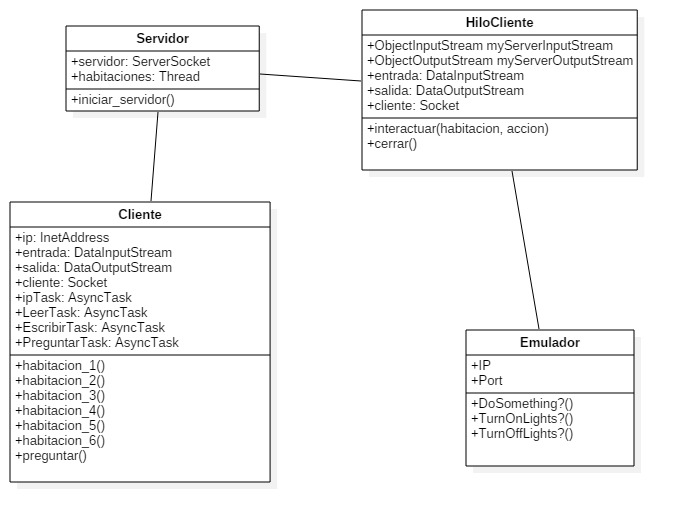 Servidor
+servidor: ServerSocket
+habitaciones: Thread
+iniciar_servidor()
HiloCliente
+ObjectInputStream myServerInputStream
+ObjectOutputStream myServerOutputStream
+entrada: DataInputStream
+salida: DataOutputStream
+cliente: Socket
+interactuar(habitacion, accion)
+cerrar()
Cliente
+ip: InetAddress
+entrada: DataInputStream
+salida: DataOutputStream
+cliente: Socket
+ipTask: AsyncTask
+LeerTask: AsyncTask
+EscribirTask: AsyncTask
+PreguntarTask: AsyncTask
+habitacion_1()
+habitacion_2()
+habitacion_3()
+habitacion_4()
+habitacion_5()
+habitacion_6()
+preguntar()
Emulador
+IP
+Port
+DoSomething?()
+TurnOnLights?()
+TurnOffLights?()